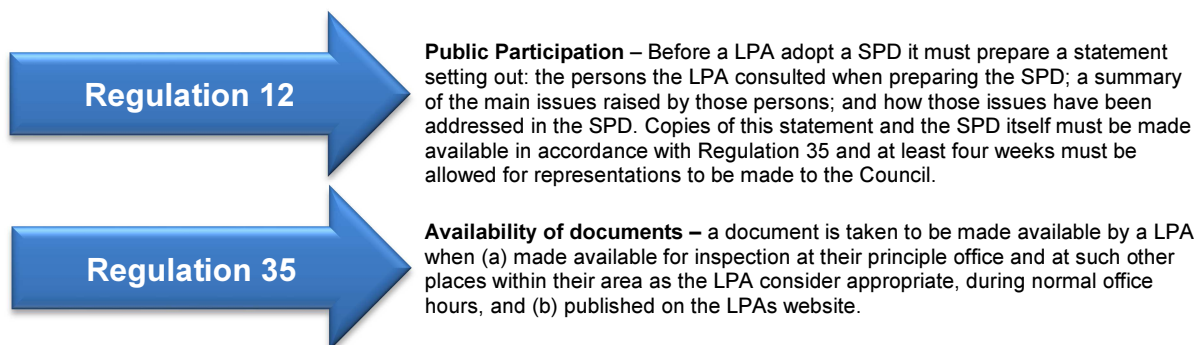 Regulation 12
Public Participation – Before a LPA adopt a SPD it must prepare a statement
setting out: the persons the LPA consulted when preparing the SPD; a summary
of the main issues raised by those persons; and how those issues have been
addressed in the SPD. Copies of this statement and the SPD itself must be made
available in accordance with Regulation 35 and at least four weeks must be
allowed for representations to be made to the Council.
Regulation 35
Availability of documents – a document is taken to be made available by a LPA
when (a) made available for inspection at their principle office and at such other
places within their area as the LPA consider appropriate, during normal office
hours, and (b) published on the LPAs website.